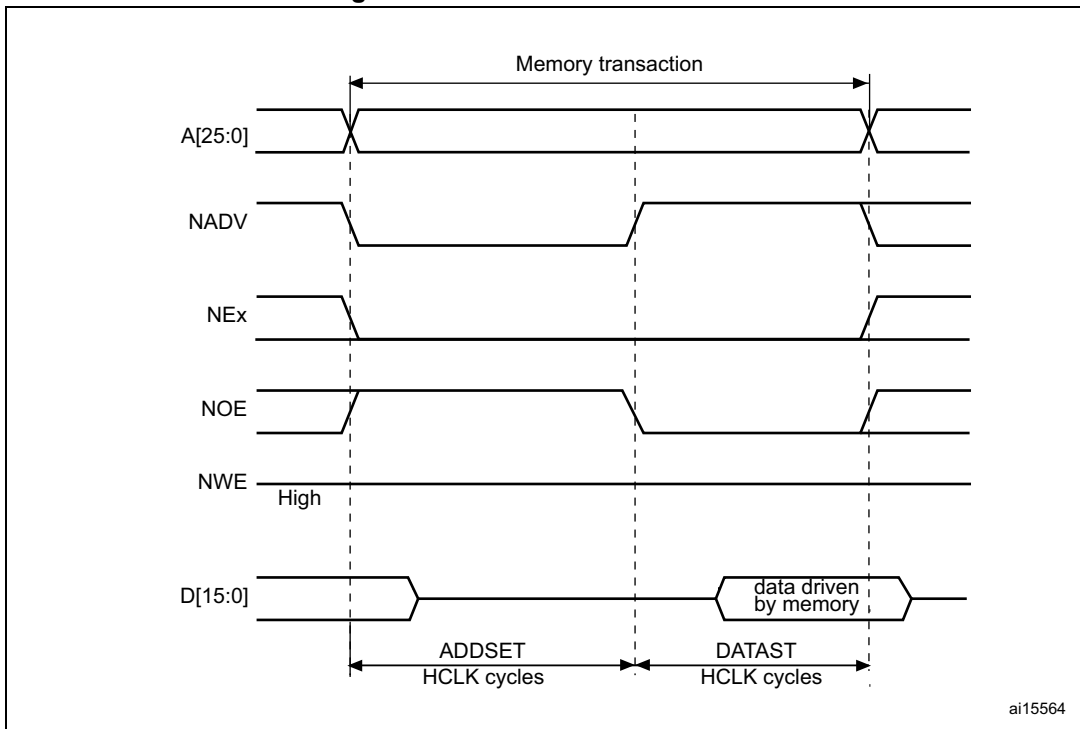 Memory transaction
A[25:0]
NADV
NEx
NOE
NWE
High
D[15:0]
data driven
by memory
ADDSET
HCLK cycles
DATAST
HCLK cycles
ai15564